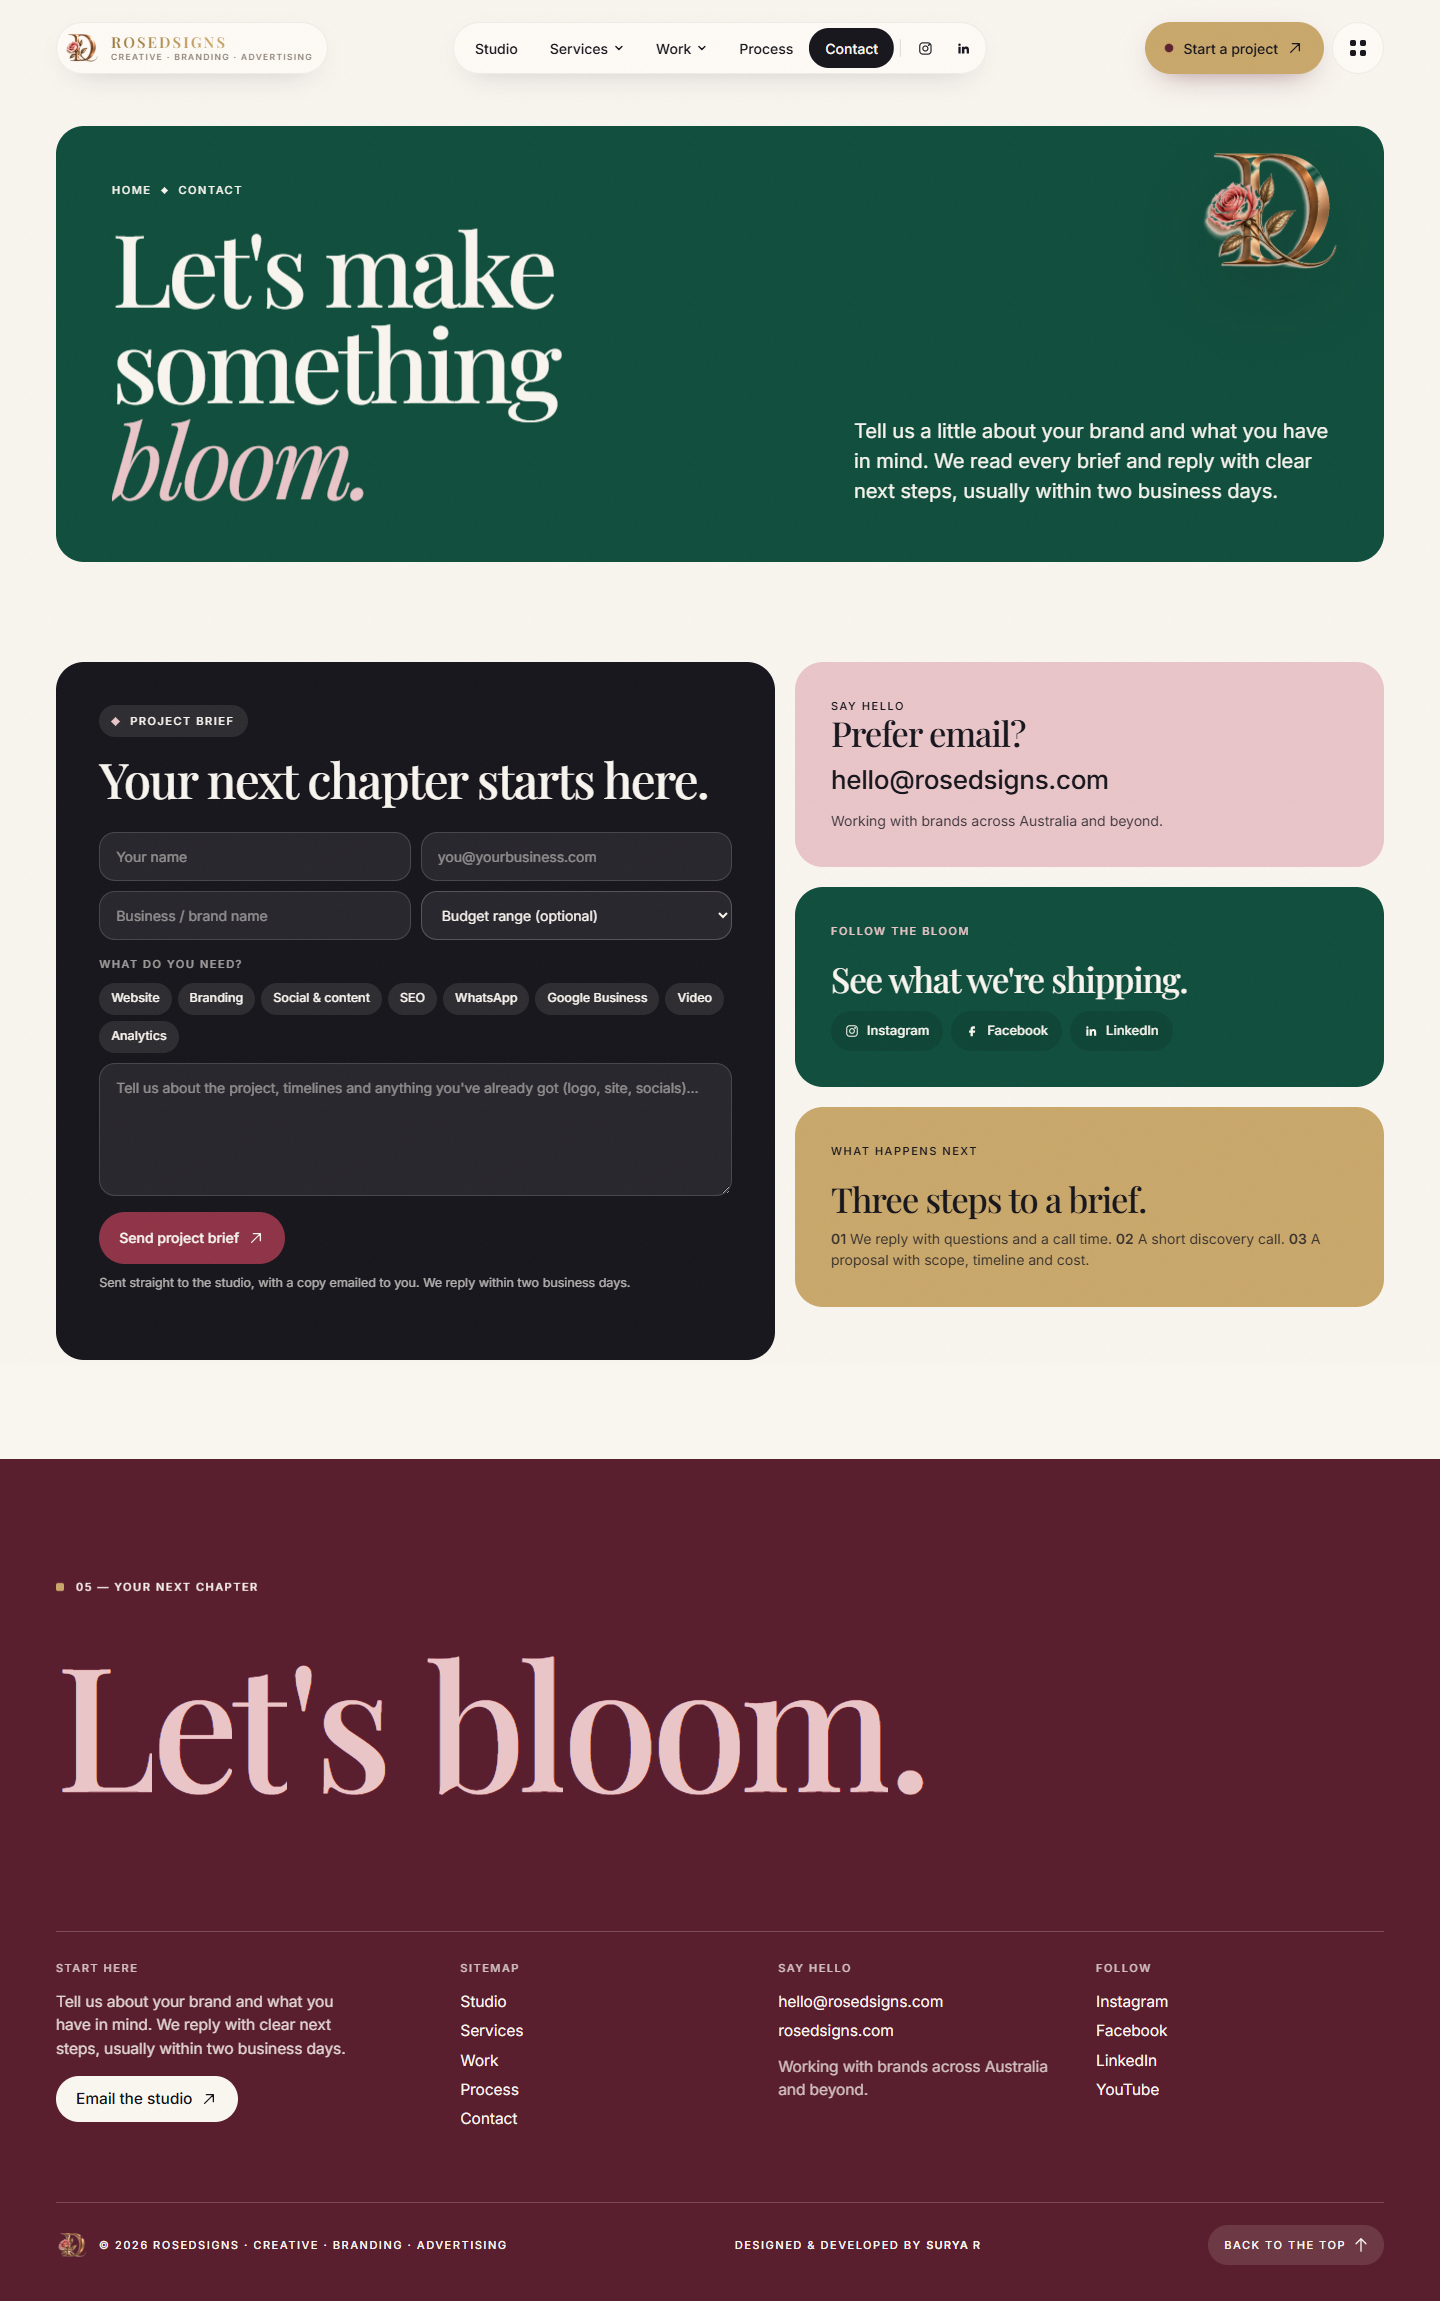 ROSEDSIGNS
CREATIVE · BRANDING · ADVERTISING
Studio
Services
Work
Process
Contact
Start a project
HOME ◆ CONTACT
Let's make
something
bloom.
Tell us a little about your brand and what you have
in mind. We read every brief and reply with clear
next steps, usually within two business days.
PROJECT BRIEF
Your next chapter starts here.
Your name
you@yourbusiness.com
Business / brand name
Budget range (optional)
WHAT DO YOU NEED?
Website
Branding
Social & content
SEO
WhatsApp
Google Business
Video
Analytics
Tell us about the project, timelines and anything you've already got (logo, site, socials)...
Send project brief
Sent straight to the studio, with a copy emailed to you. We reply within two business days.
SAY HELLO
Prefer email?
hello@rosedsigns.com
Working with brands across Australia and beyond.
FOLLOW THE BLOOM
See what we're shipping.
Instagram
Facebook
LinkedIn
WHAT HAPPENS NEXT
Three steps to a brief.
01 We reply with questions and a call time. 02 A short discovery call. 03 A
proposal with scope, timeline and cost.
05 — YOUR NEXT CHAPTER
Let's bloom.
START HERE
Tell us about your brand and what you
have in mind. We reply with clear next
steps, usually within two business days.
Email the studio
SITEMAP
Studio
Services
Work
Process
Contact
SAY HELLO
hello@rosedsigns.com
rosedsigns.com
Working with brands across Australia
and beyond.
FOLLOW
Instagram
Facebook
LinkedIn
YouTube
© 2026 ROSEDSIGNS · CREATIVE · BRANDING · ADVERTISING
DESIGNED & DEVELOPED BY SURYA R
BACK TO THE TOP